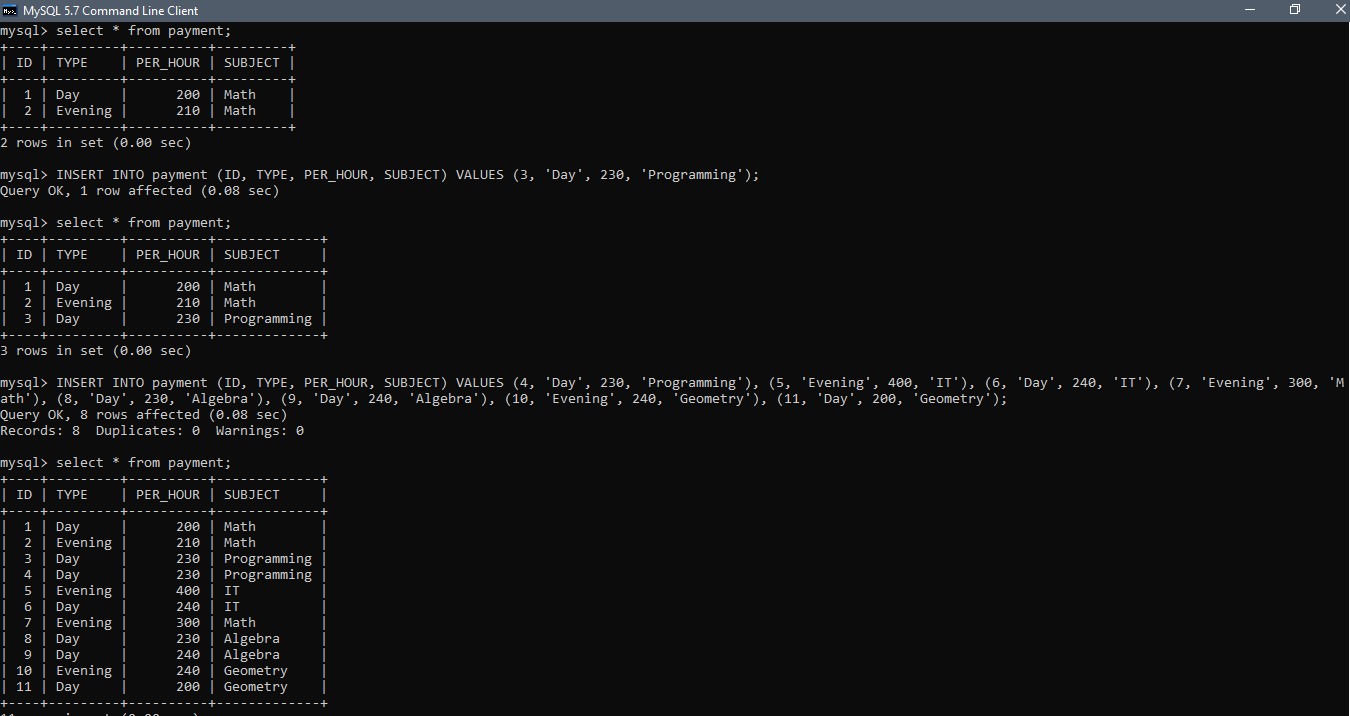 MySQL 5.7 Command Line Client
mysql> select * from payment;
+----+---------+----------+---------+
| ID | TYPE    | PER_HOUR | SUBJECT |
+----+---------+----------+---------+
|  1 | Day     |      200 | Math    |
|  2 | Evening |      210 | Math    |
+----+---------+----------+---------+
2 rows in set (0.00 sec)
mysql> INSERT INTO payment (ID, TYPE, PER_HOUR, SUBJECT) VALUES (3, 'Day', 230, 'Programming');
Query OK, 1 row affected (0.08 sec)
mysql> select * from payment;
+----+---------+----------+-------------+
| ID | TYPE    | PER_HOUR | SUBJECT     |
+----+---------+----------+-------------+
|  1 | Day     |      200 | Math        |
|  2 | Evening |      210 | Math        |
|  3 | Day     |      230 | Programming |
+----+---------+----------+-------------+
3 rows in set (0.00 sec)
mysql> INSERT INTO payment (ID, TYPE, PER_HOUR, SUBJECT) VALUES (4, 'Day', 230, 'Programming'), (5, 'Evening', 400, 'IT'), (6, 'Day', 240, 'IT'), (7, 'Evening', 300, 'M
ath'), (8, 'Day', 230, 'Algebra'), (9, 'Day', 240, 'Algebra'), (10, 'Evening', 240, 'Geometry'), (11, 'Day', 200, 'Geometry');
Query OK, 8 rows affected (0.08 sec)
Records: 8  Duplicates: 0  Warnings: 0
mysql> select * from payment;
+----+---------+----------+-------------+
| ID | TYPE    | PER_HOUR | SUBJECT     |
+----+---------+----------+-------------+
|  1 | Day     |      200 | Math        |
|  2 | Evening |      210 | Math        |
|  3 | Day     |      230 | Programming |
|  4 | Day     |      230 | Programming |
|  5 | Evening |      400 | IT          |
|  6 | Day     |      240 | IT          |
|  7 | Evening |      300 | Math        |
|  8 | Day     |      230 | Algebra     |
|  9 | Day     |      240 | Algebra     |
| 10 | Evening |      240 | Geometry    |
| 11 | Day     |      200 | Geometry    |
+----+---------+----------+-------------+